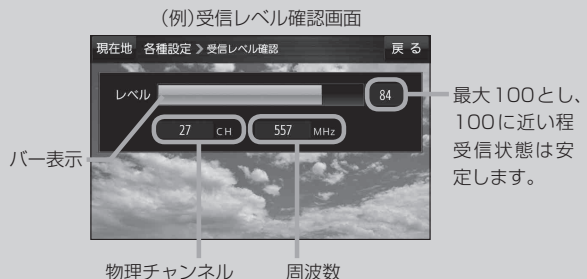 (例)受信レベル確認画面
現在地 各種設定 》受信レベル確認 戻 る
レベル 84
27 CH 557 MHz
最大100とし、
100に近い程
受信状態は安
定します。
バー表示
物理チャンネル 周波数